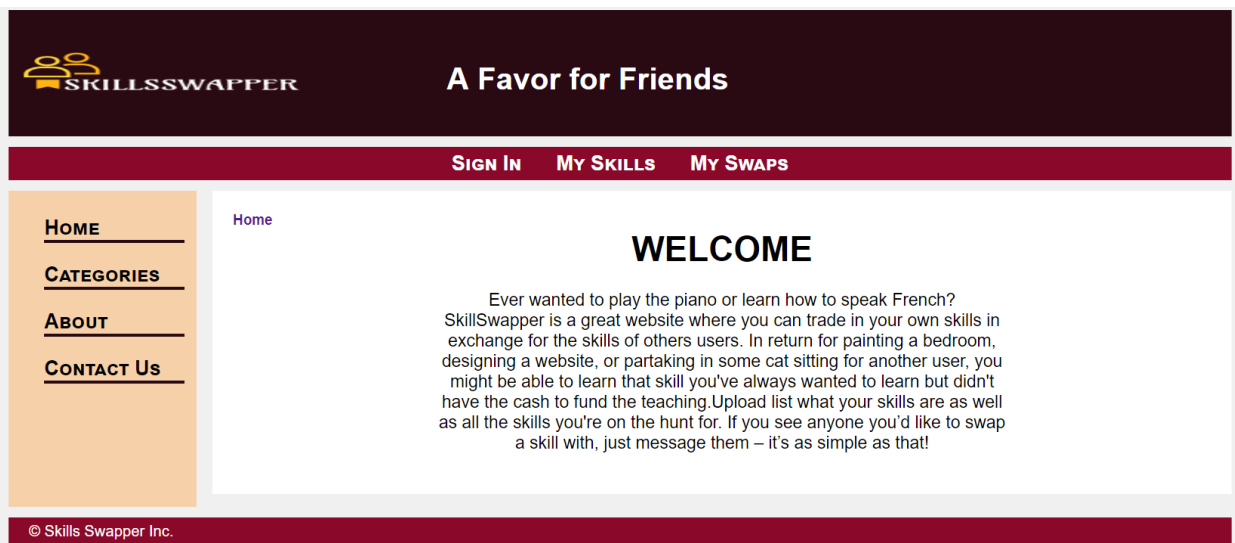 SKILLSSWAPPER
A Favor for Friends
Sign In My Skills My Swaps
Home
Categories
About
Contact Us
Home
WELCOME
Ever wanted to play the piano or learn how to speak French?
SkillSwapper is a great website where you can trade in your own skills in
exchange for the skills of others users. In return for painting a bedroom,
designing a website, or partaking in some cat sitting for another user, you
might be able to learn that skill you've always wanted to learn but didn't
have the cash to fund the teaching.Upload list what your skills are as well
as all the skills you're on the hunt for. If you see anyone you’d like to swap
a skill with, just message them – it’s as simple as that!
© Skills Swapper Inc.